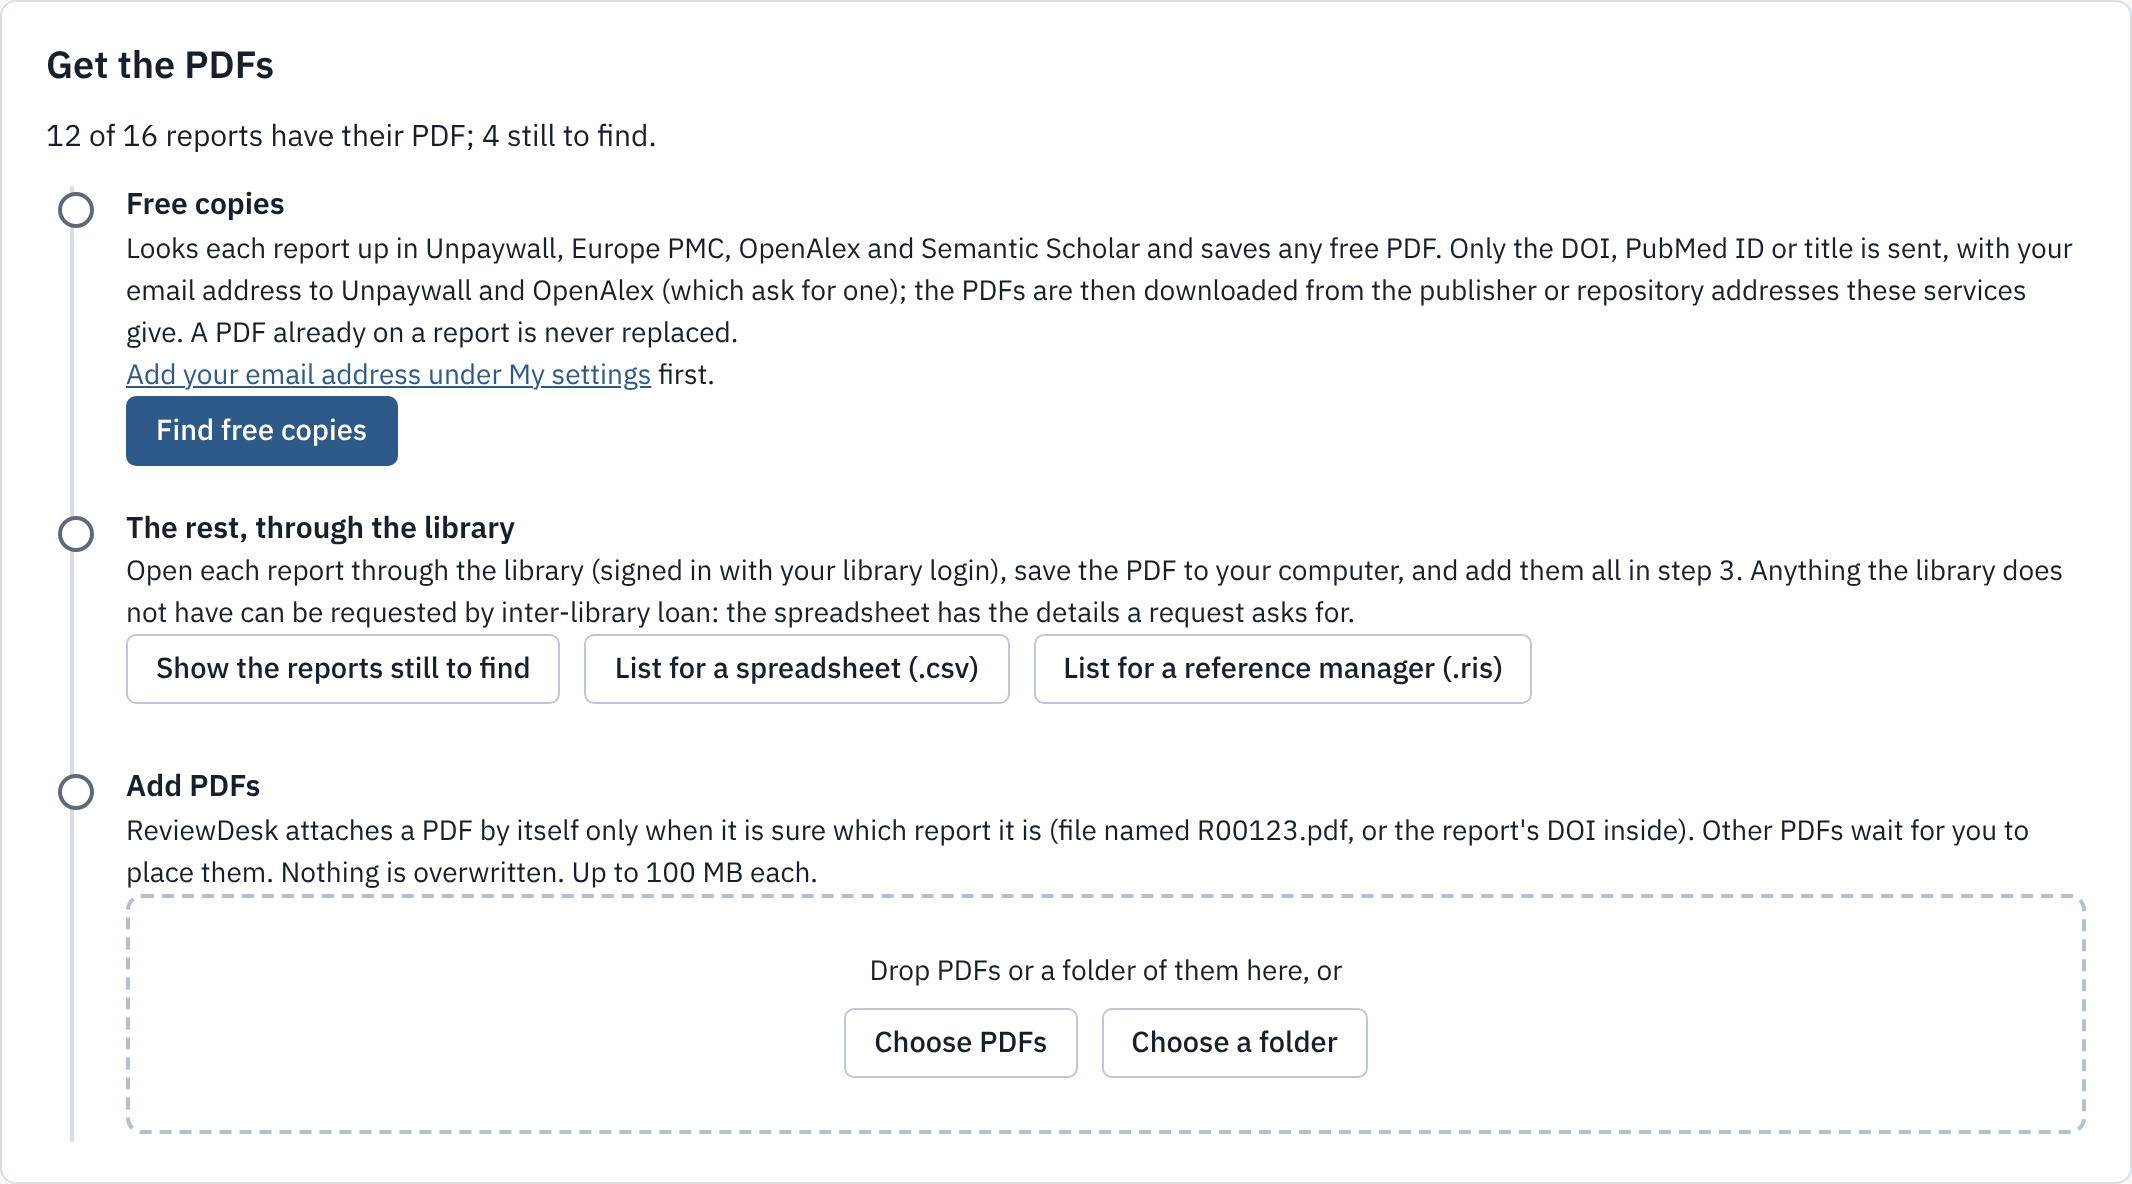 Get the PDFs
12 of 16 reports have their PDF; 4 still to find.
Free copies
Looks each report up in Unpaywall, Europe PMC, OpenAlex and Semantic Scholar and saves any free PDF. Only the DOI, PubMed ID or title is sent, with your
email address to Unpaywall and OpenAlex (which ask for one); the PDFs are then downloaded from the publisher or repository addresses these services
give. A PDF already on a report is never replaced.
Add your email address under My settings first.
Find free copies
The rest, through the library
Open each report through the library (signed in with your library login), save the PDF to your computer, and add them all in step 3. Anything the library does
not have can be requested by inter-library loan: the spreadsheet has the details a request asks for.
Show the reports still to find
List for a spreadsheet (.csv)
List for a reference manager (.ris)
Add PDFs
ReviewDesk attaches a PDF by itself only when it is sure which report it is (file named R00123.pdf, or the report's DOI inside). Other PDFs wait for you to
place them. Nothing is overwritten. Up to 100 MB each.
Drop PDFs or a folder of them here, or
Choose PDFs
Choose a folder